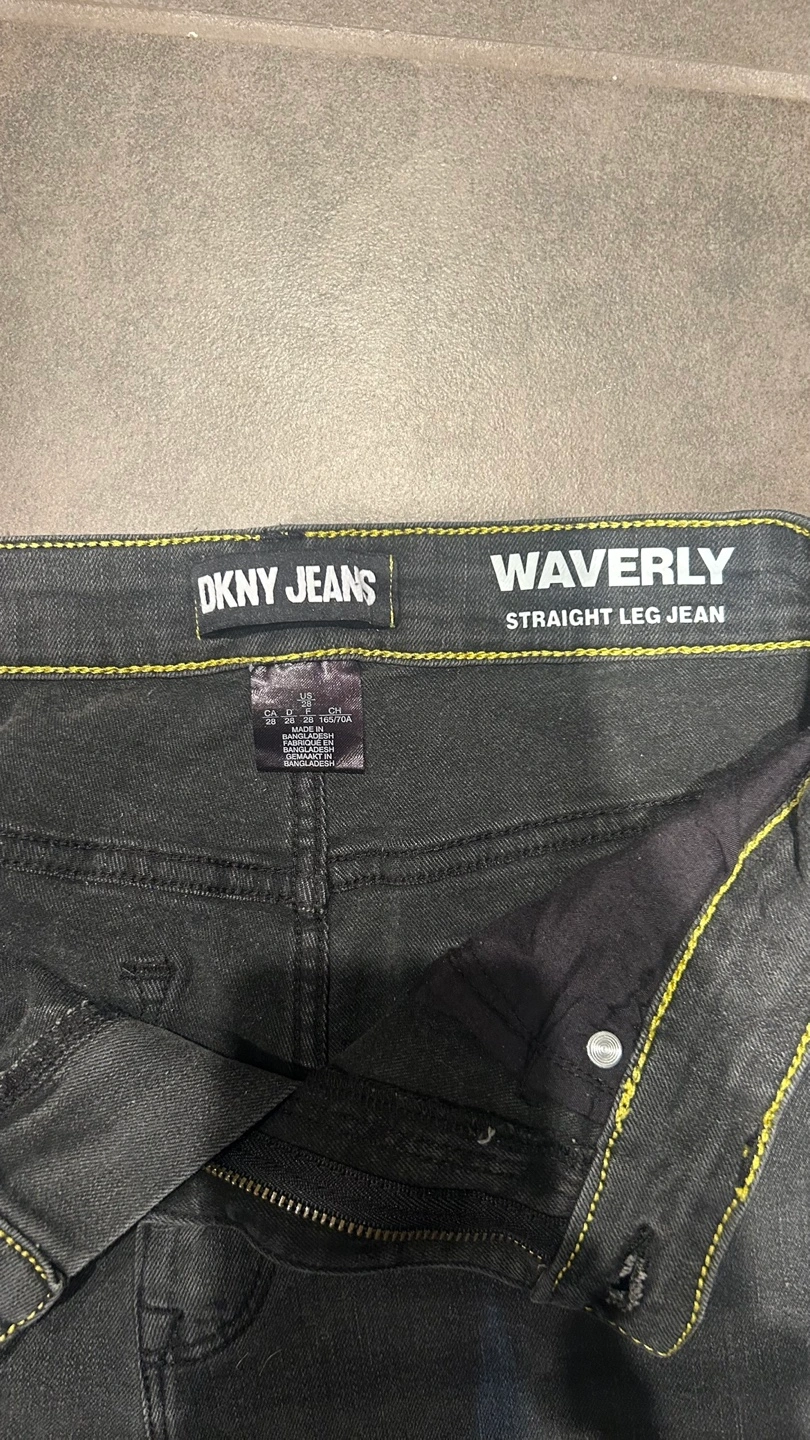 DKNY JEANS
WAVERLY
STRAIGHT LEG JEAN
US
28
CA D F CH
28 28 28 165/70A
MADE IN
BANGLADESH
FABRIQUÉ EN
BANGLADESH
GEMAAKT IN
BANGLADESH